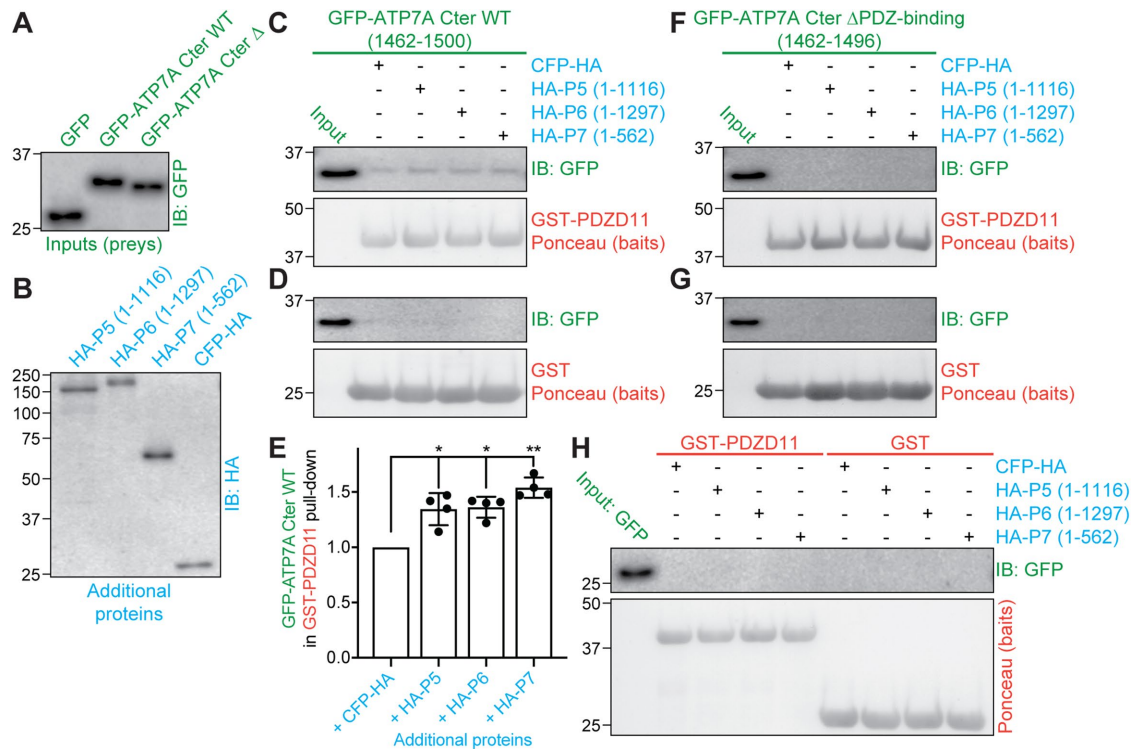 A
GFP
GFP-ATP7A Cter WT
GFP-ATP7A Cter Δ
37
25
IB: GFP
Inputs (preys)
B
HA-P5 (1-1116)
HA-P6 (1-1297)
HA-P7 (1-562)
CFP-HA
250
150
100
75
50
37
25
IB: HA
Additional
proteins
C
GFP-ATP7A Cter WT
(1462-1500)
+ - - - CFP-HA
- + - - HA-P5 (1-1116)
- - + - HA-P6 (1-1297)
- - - + HA-P7 (1-562)
Input
37
IB: GFP
50
37
GST-PDZD11
Ponceau (baits)
D
37
IB: GFP
25
GST
Ponceau (baits)
E
GFP-ATP7A Cter WT
in GST-PDZD11 pull-down
* * **
1.5
1.0
0.5
0.0
+ CFP-HA
+ HA-P5
+ HA-P6
+ HA-P7
Additional proteins
F
GFP-ATP7A Cter ΔPDZ-binding
(1462-1496)
+ - - - CFP-HA
- + - - HA-P5 (1-1116)
- - + - HA-P6 (1-1297)
- - - + HA-P7 (1-562)
Input
37
IB: GFP
50
37
GST-PDZD11
Ponceau (baits)
G
37
IB: GFP
25
GST
Ponceau (baits)
H
GST-PDZD11 GST
+ - - - + - - - CFP-HA
- + - - - + - - HA-P5 (1-1116)
- - + - - - + - HA-P6 (1-1297)
- - - + - - - + HA-P7 (1-562)
Input: GFP
25
IB: GFP
50
37
25
Ponceau (baits)